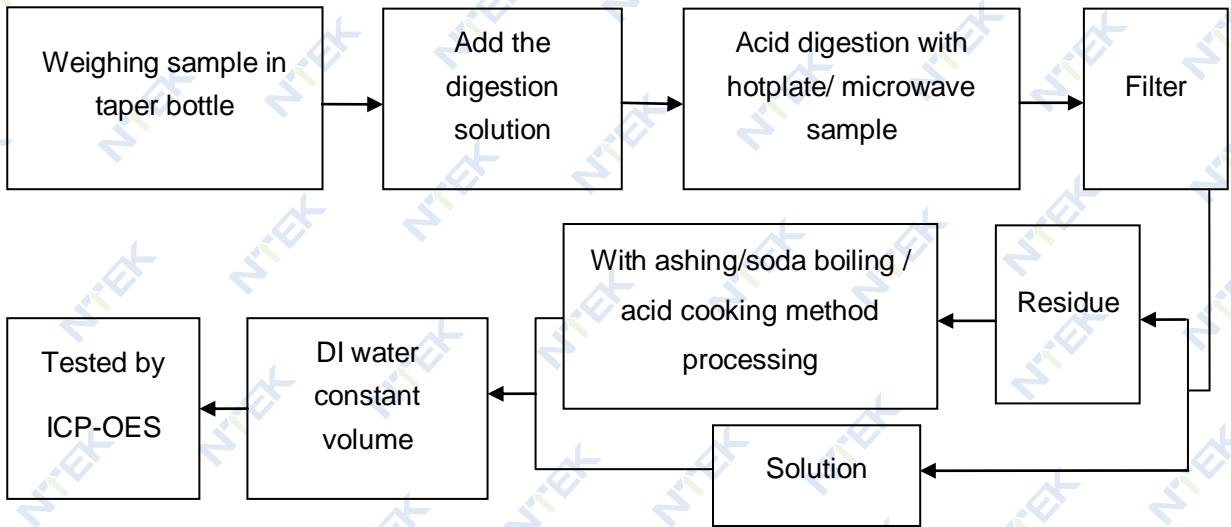 Weighing sample in
taper bottle
Add the
digestion
solution
Acid digestion with
hotplate/ microwave
sample
Filter
Residue
With ashing/soda boiling /
acid cooking method
processing
Solution
DI water
constant
volume
Tested by
ICP-OES
NTEK